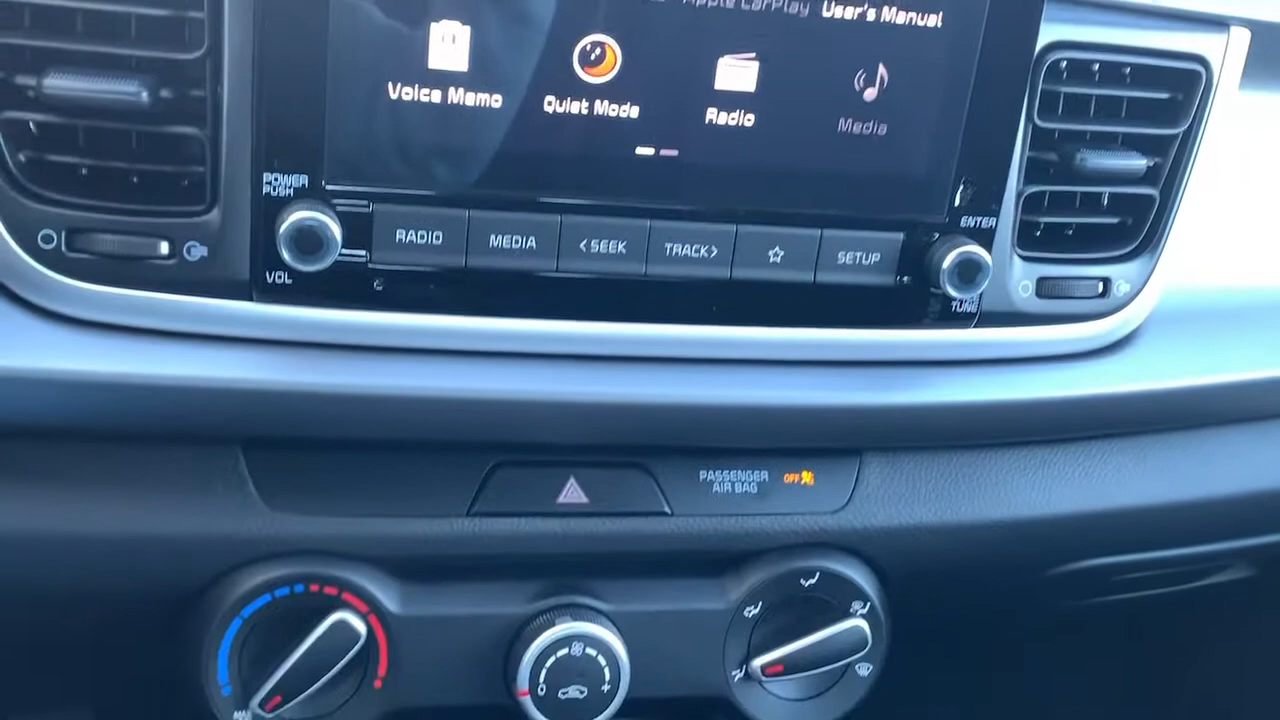 Apple CarPlay
User's Manual
Voice Memo
Quiet Mode
Radio
Media
POWER
PUSH
VOL
RADIO
MEDIA
<SEEK
TRACK>
SETUP
ENTER
TUNE
PASSENGER
AIR BAG
OFF
0
+